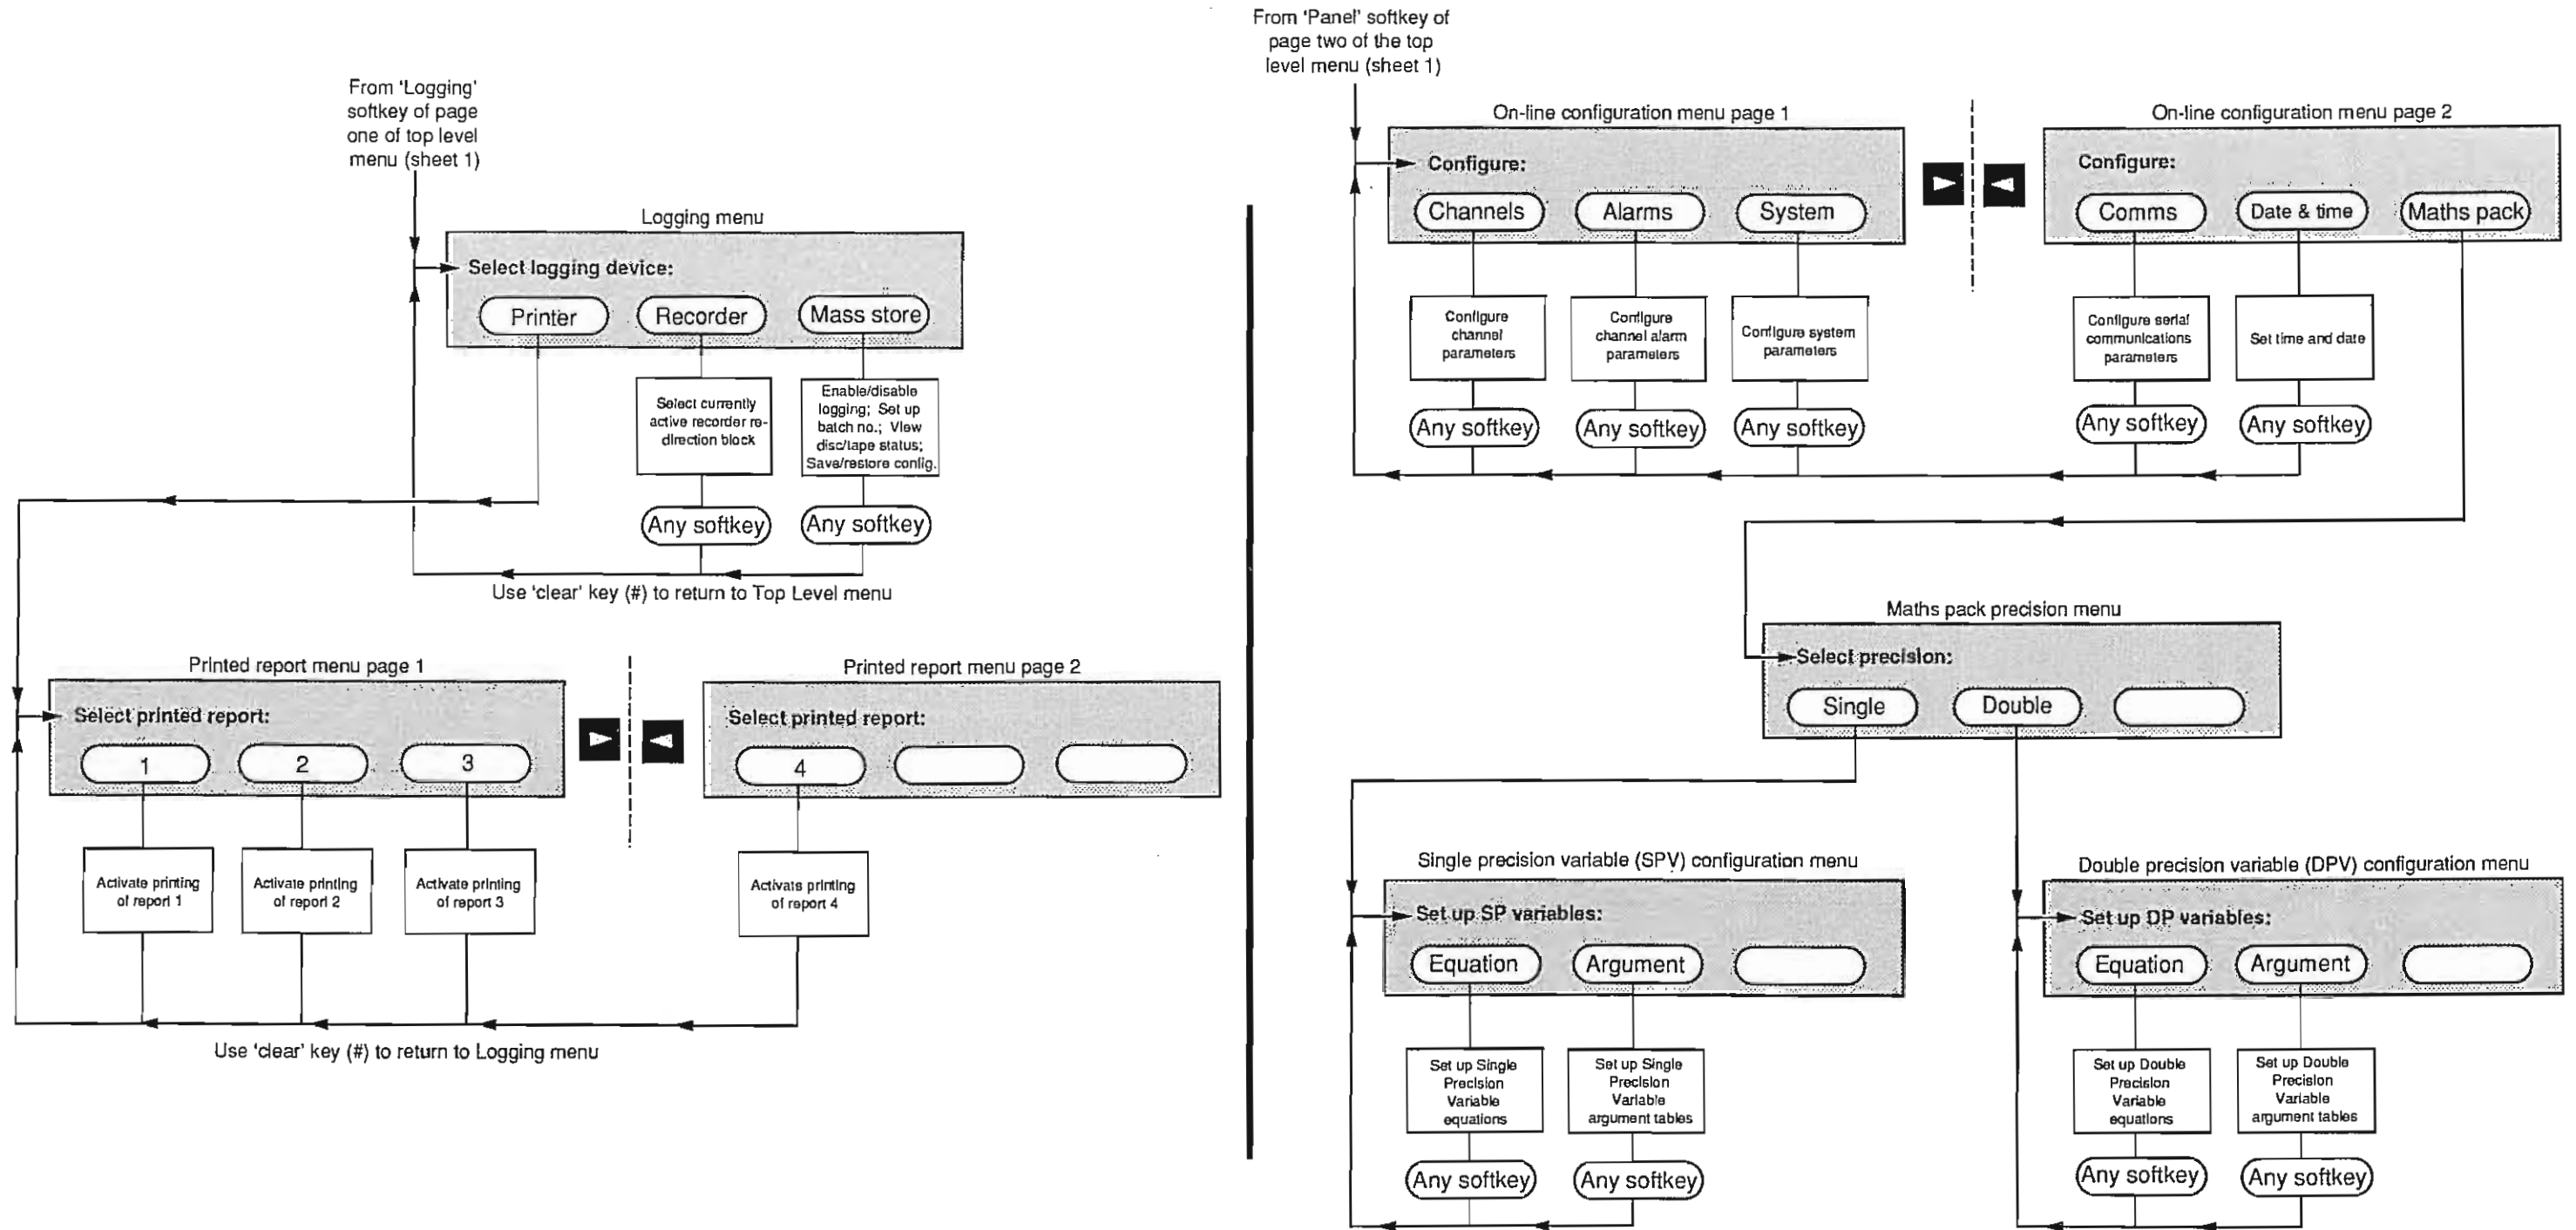 From 'Logging'
softkey of page
one of top level
menu (sheet 1)
Logging menu
Select logging device:
Printer
Recorder
Mass store
Select currently
active recorder re-
direction block
Enable/disable
logging; Set up
batch no.; View
disc/tape status;
Save/restore config.
Any softkey
Any softkey
Use 'clear' key (#) to return to Top Level menu
Printed report menu page 1
Select printed report:
1
2
3
Activate printing
of report 1
Activate printing
of report 2
Activate printing
of report 3
Printed report menu page 2
Select printed report:
4
Activate printing
of report 4
Use 'clear' key (#) to return to Logging menu
From 'Panel' softkey of
page two of the top
level menu (sheet 1)
On-line configuration menu page 1
Configure:
Channels
Alarms
System
Configure
channel
parameters
Configure
channel alarm
parameters
Configure system
parameters
Any softkey
Any softkey
Any softkey
On-line configuration menu page 2
Configure:
Comms
Date & time
Maths pack
Configure serial
communications
parameters
Set time and date
Any softkey
Any softkey
Maths pack precision menu
Select precision:
Single
Double
Single precision variable (SPV) configuration menu
Set up SP variables:
Equation
Argument
Set up Single
Precision
Variable
equations
Set up Single
Precision
Variable
argument tables
Any softkey
Any softkey
Double precision variable (DPV) configuration menu
Set up DP variables:
Equation
Argument
Set up Double
Precision
Variable
equations
Set up Double
Precision
Variable
argument tables
Any softkey
Any softkey